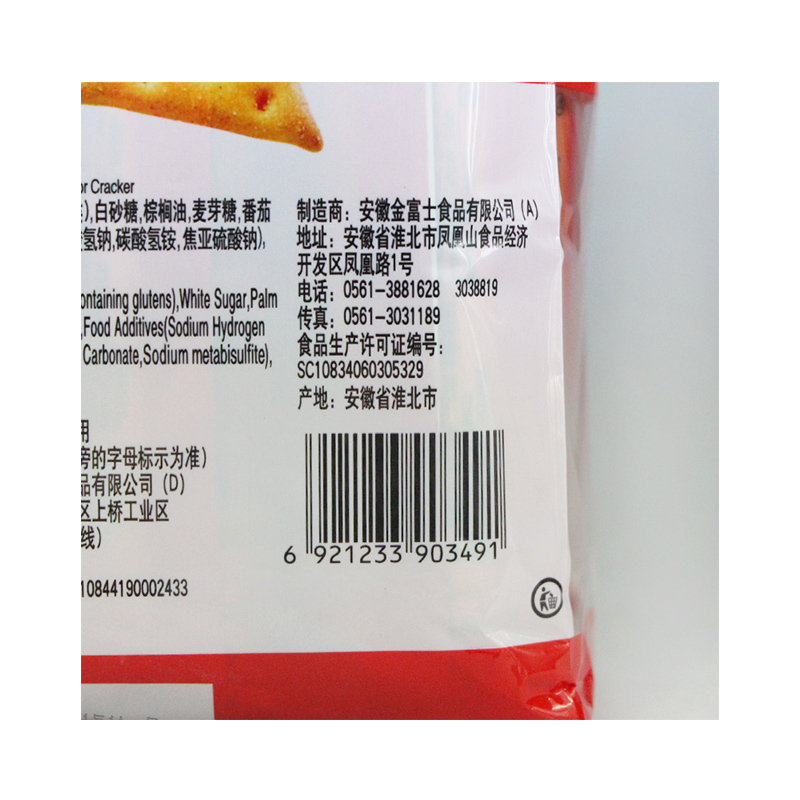 or Cracker
),白砂糖,棕榈油,麦芽糖,番茄
氢钠,碳酸氢铵,焦亚硫酸钠),
ontaining glutens),White Sugar,Palm
,Food Additives(Sodium Hydrogen
Carbonate,Sodium metabisulfite),
用
旁的字母标示为准)
品有限公司 (D)
区上桥工业区
线)
10844190002433
制造商: 安徽金富士食品有限公司 (A)
地址: 安徽省淮北市凤凰山食品经济
开发区凤凰路1号
电话: 0561-3881628 3038819
传真: 0561-3031189
食品生产许可证编号:
SC10834060305329
产地: 安徽省淮北市
6 921233 903491